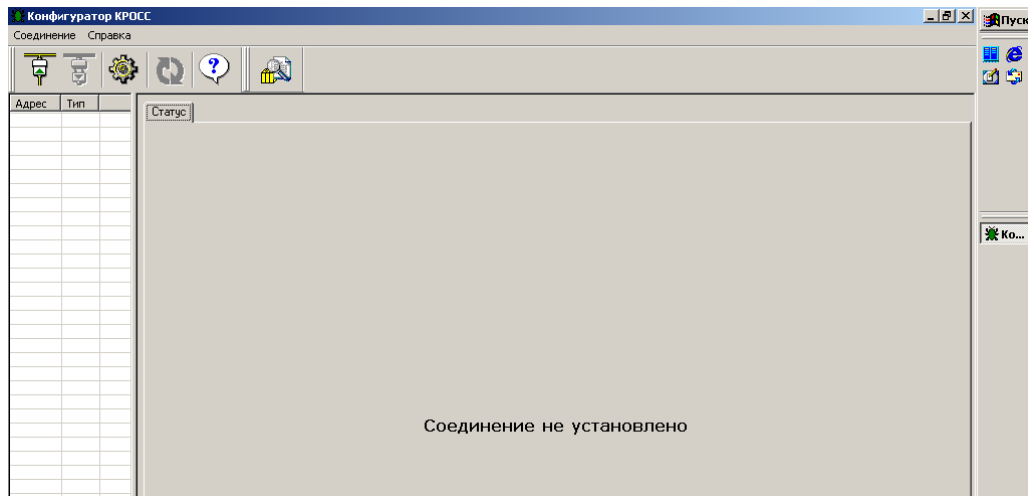 Конфигуратор КРОСС
Пуск
Соединение Справка
Адрес Тип
Статус
Ко...
Соединение не установлено